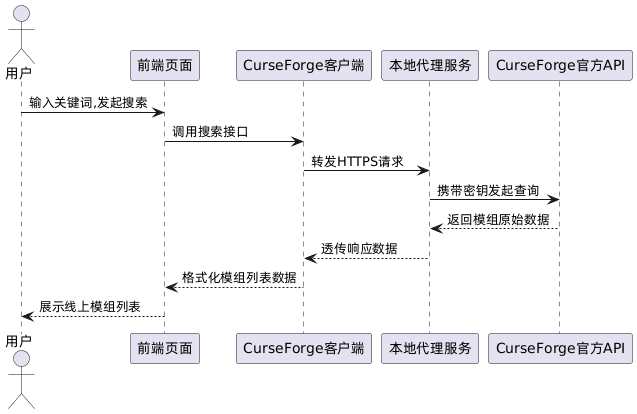 用户
前端页面
CurseForge客户端
本地代理服务
CurseForge官方API
输入关键词,发起搜索
调用搜索接口
转发HTTPS请求
携带密钥发起查询
返回模组原始数据
透传响应数据
格式化模组列表数据
展示线上模组列表
用户
前端页面
CurseForge客户端
本地代理服务
CurseForge官方API